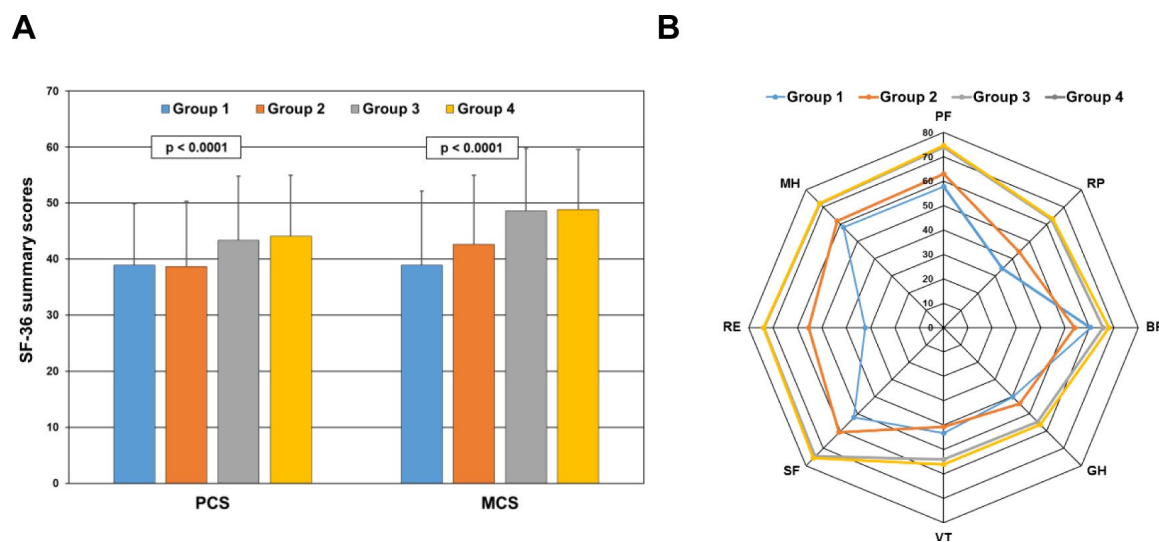 A
B
70
60
50
40
30
20
10
0
SF-36 summary scores
Group 1 Group 2 Group 3 Group 4
p < 0.0001 p < 0.0001
PCS MCS
Group 1 Group 2 Group 3 Group 4
PF
80
70
60
50
40
30
20
10
0
MH RP
RE BP
SF GH
VT